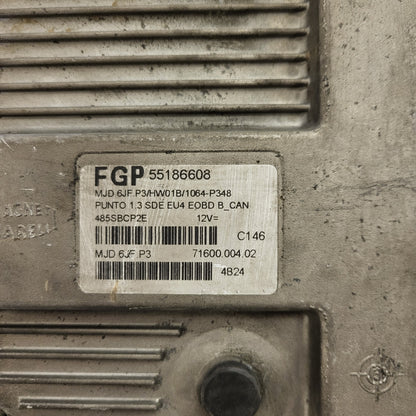 FGP 55186608
MJD 6JF.P3/HW01B/1064-P348
PUNTO 1.3 SDE EU4 EOBD B_CAN
485SBCP2E 12V=
C146
MJD 6JF.P3 71600.004.02
4B24